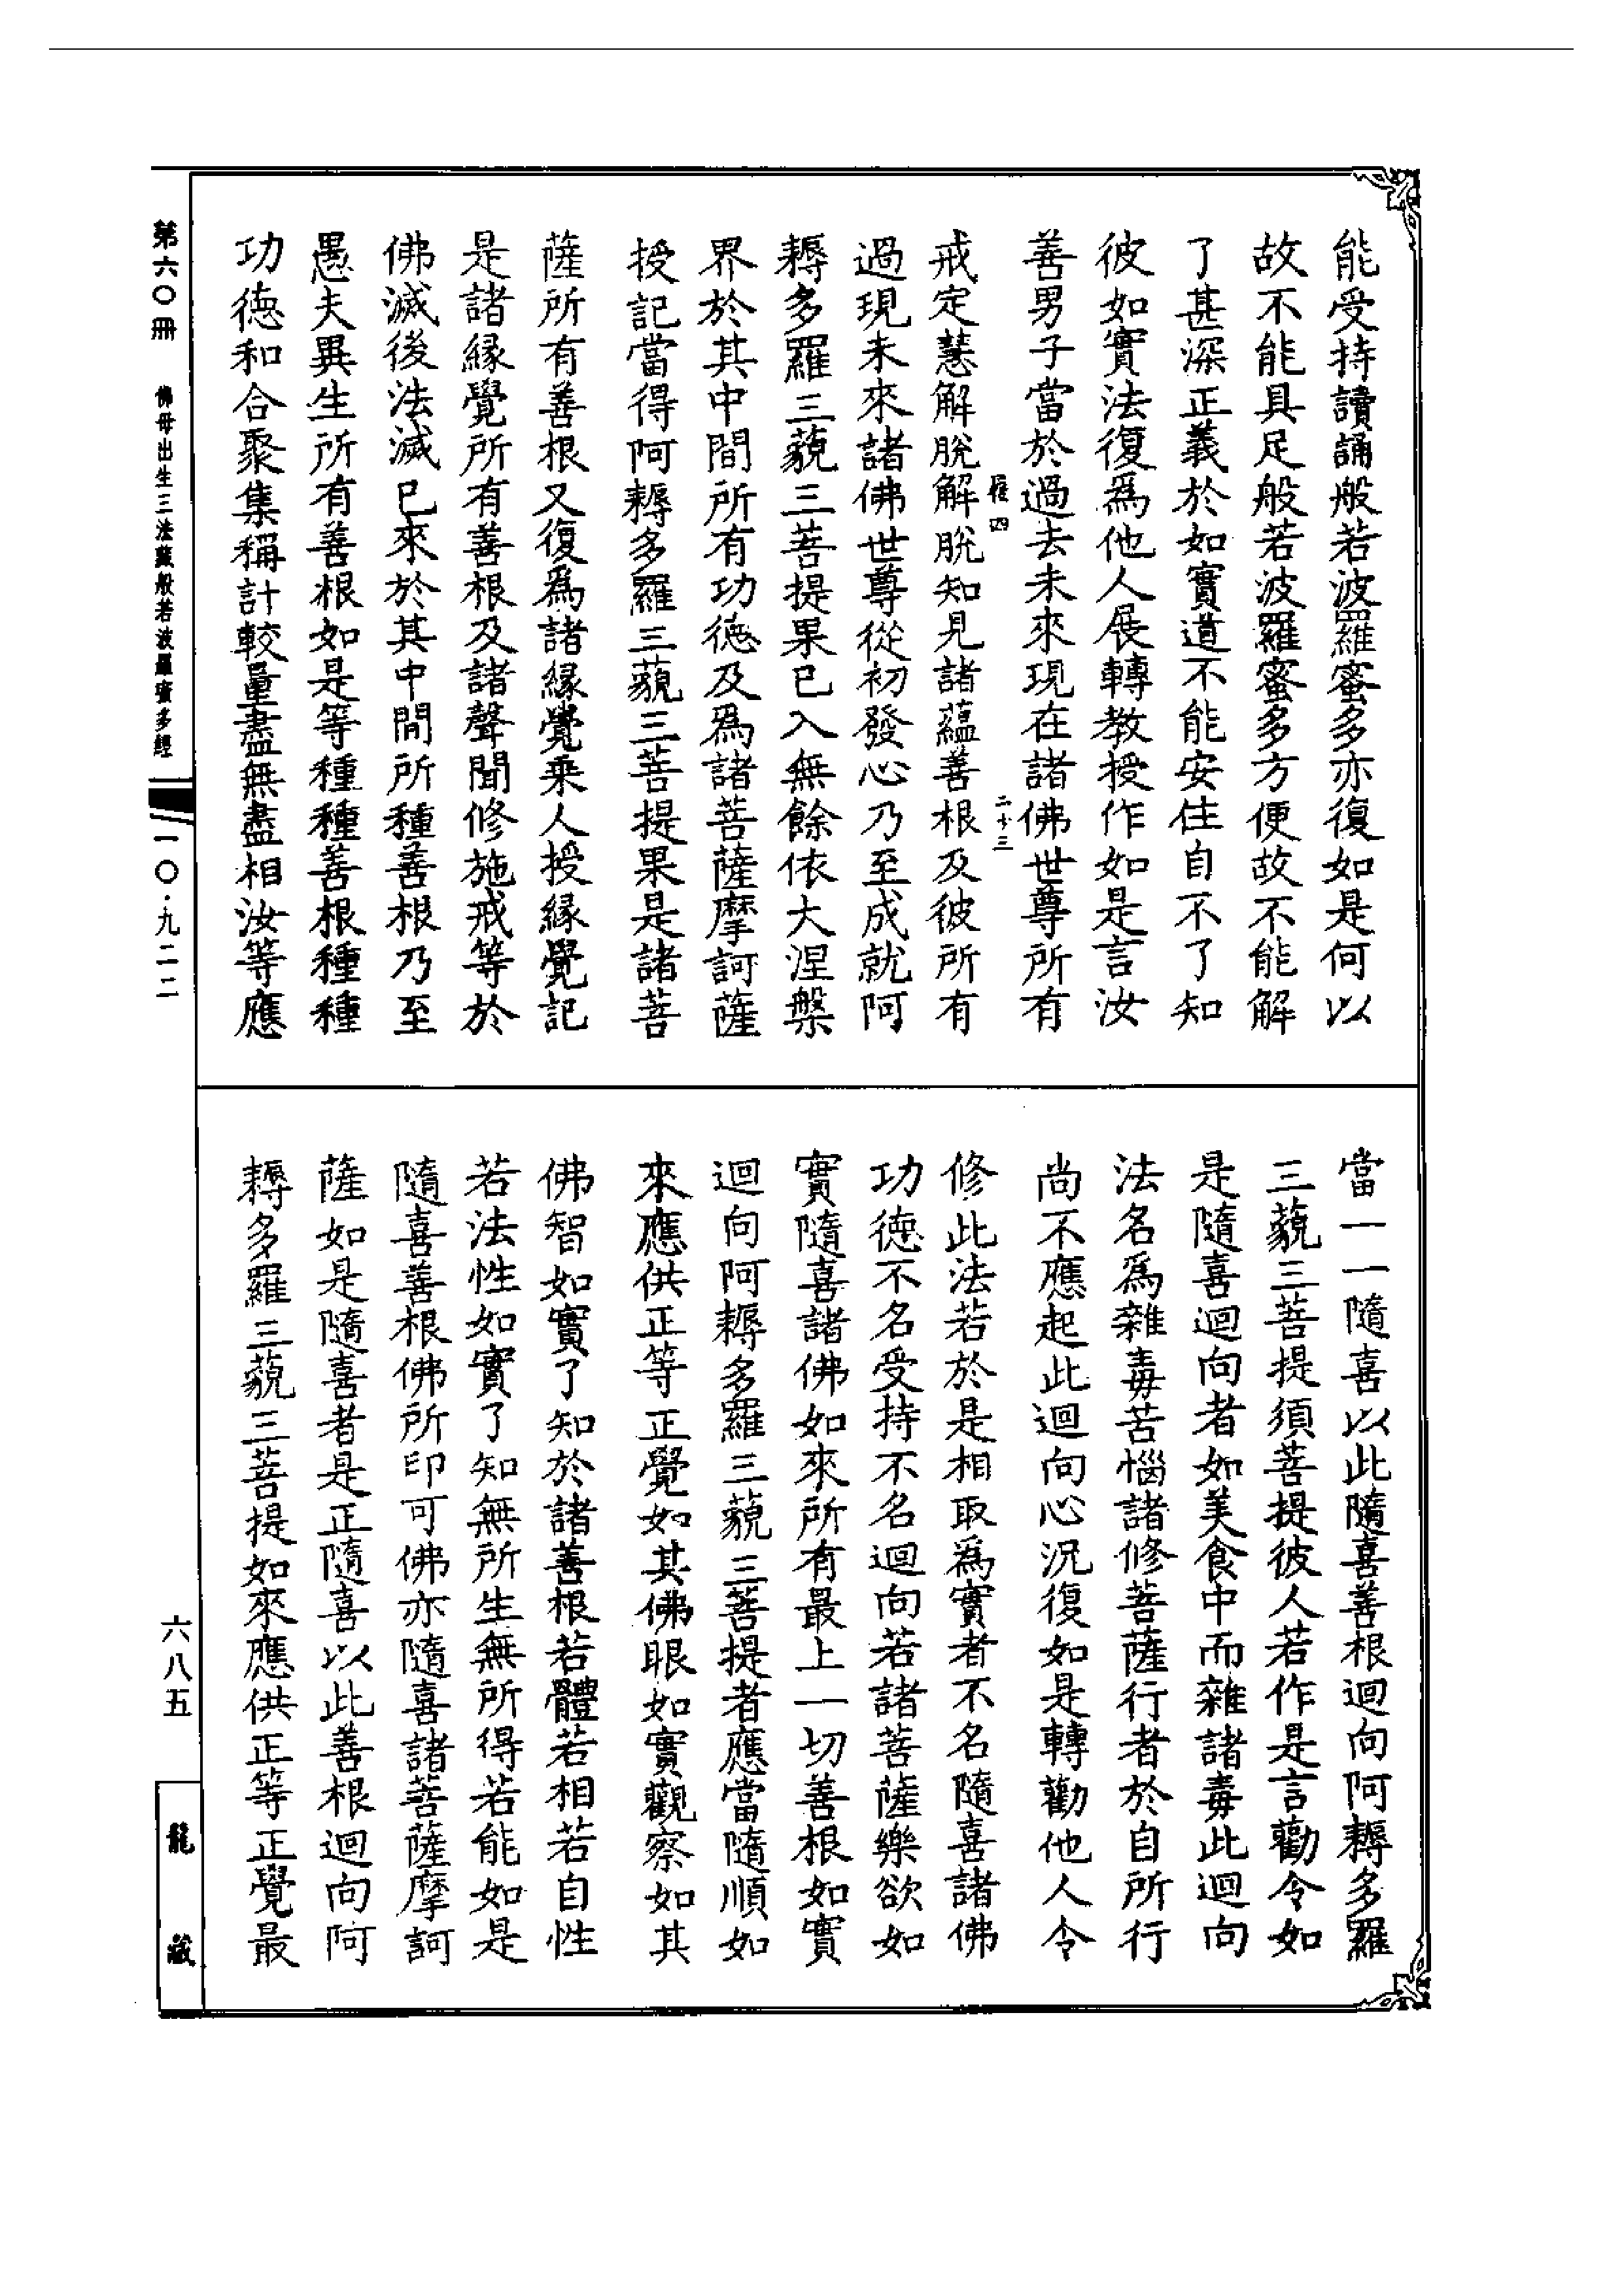 能受持讀誦般若波羅蜜多亦復如是何以
故不能具足般若波羅蜜多方便故不能解
了甚深正義於如實道不能安住自不了知
彼如實法復爲他人展轉教授作如是言汝
善男子當於過去未來現在諸佛世尊所有
四
二十三
戒定慧解脫解脫知見諸蘊善根及彼所有
過現未來諸佛世尊從初發心乃至成就阿
耨多羅三藐三菩提果已入無餘依大涅槃
界於其中間所有功德及爲諸菩薩摩訶薩
授記當得阿耨多羅三藐三菩提果是諸菩
薩所有善根又復爲諸緣覺乘人授緣覺記
是諸緣覺所有善根及諸聲聞修施戒等於
佛滅後法滅已來於其中間所種善根乃至
愚夫異生所有善根如是等種種善根種種
功德和合聚集稱計較量盡無盡相汝等應
當一一隨喜以此隨喜善根迴向阿耨多羅
三藐三菩提須菩提彼人若作是言勸令如
是隨喜迴向者如美食中而雜諸毒此迴向
法名爲雜毒苦惱諸修菩薩行者於自所行
尚不應起此迴向心況復如是轉勸他人令
修此法若於是相取爲實者不名隨喜諸佛
功德不名受持不名迴向若諸菩薩樂欲如
實隨喜諸佛如來所有最上一切善根如實
迴向阿耨多羅三藐三菩提者應當隨順如
來應供正等正覺如其佛眼如實觀察如其
佛智如實了知於諸善根若體若相若自性
若法性如實了知無所生無所得若能如是
隨喜善根佛所印可佛亦隨喜諸菩薩摩訶
薩如是隨喜者是正隨喜以此善根迴向阿
耨多羅三藐三菩提如來應供正等正覺最
第六〇冊 佛母出生三法藏般若波羅蜜多經
一〇·九二二
六八五
龍藏